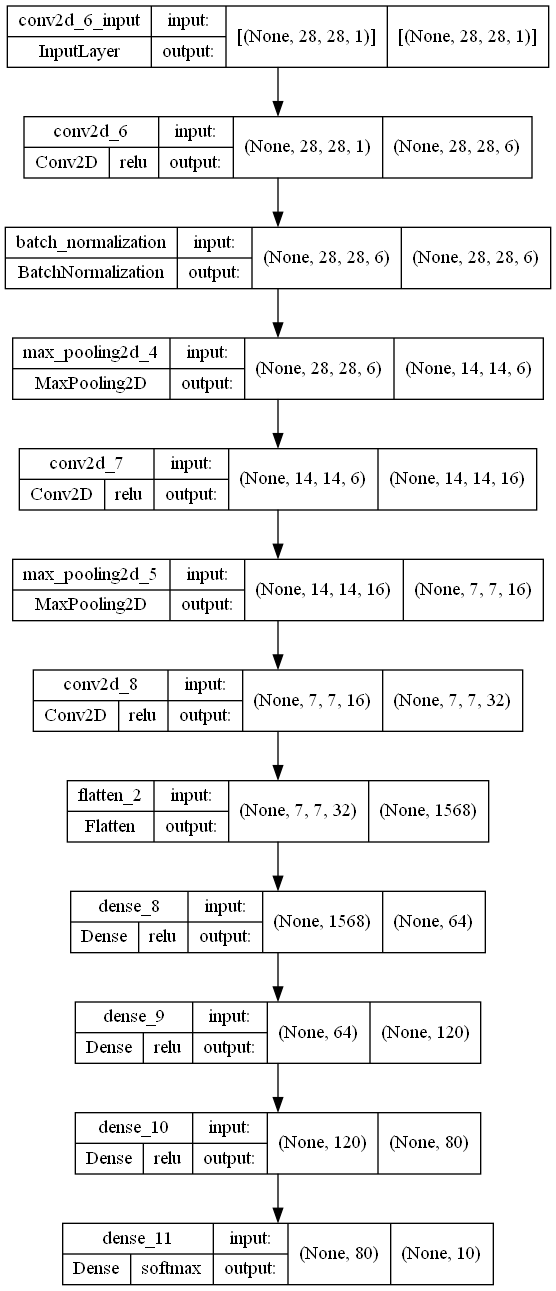 conv2d_6_input input: [(None, 28, 28, 1)] [(None, 28, 28, 1)]
InputLayer output:
conv2d_6 input: (None, 28, 28, 1) (None, 28, 28, 6)
Conv2D relu output:
batch_normalization input: (None, 28, 28, 6) (None, 28, 28, 6)
BatchNormalization output:
max_pooling2d_4 input: (None, 28, 28, 6) (None, 14, 14, 6)
MaxPooling2D output:
conv2d_7 input: (None, 14, 14, 6) (None, 14, 14, 16)
Conv2D relu output:
max_pooling2d_5 input: (None, 14, 14, 16) (None, 7, 7, 16)
MaxPooling2D output:
conv2d_8 input: (None, 7, 7, 16) (None, 7, 7, 32)
Conv2D relu output:
flatten_2 input: (None, 7, 7, 32) (None, 1568)
Flatten output:
dense_8 input: (None, 1568) (None, 64)
Dense relu output:
dense_9 input: (None, 64) (None, 120)
Dense relu output:
dense_10 input: (None, 120) (None, 80)
Dense relu output:
dense_11 input: (None, 80) (None, 10)
Dense softmax output: